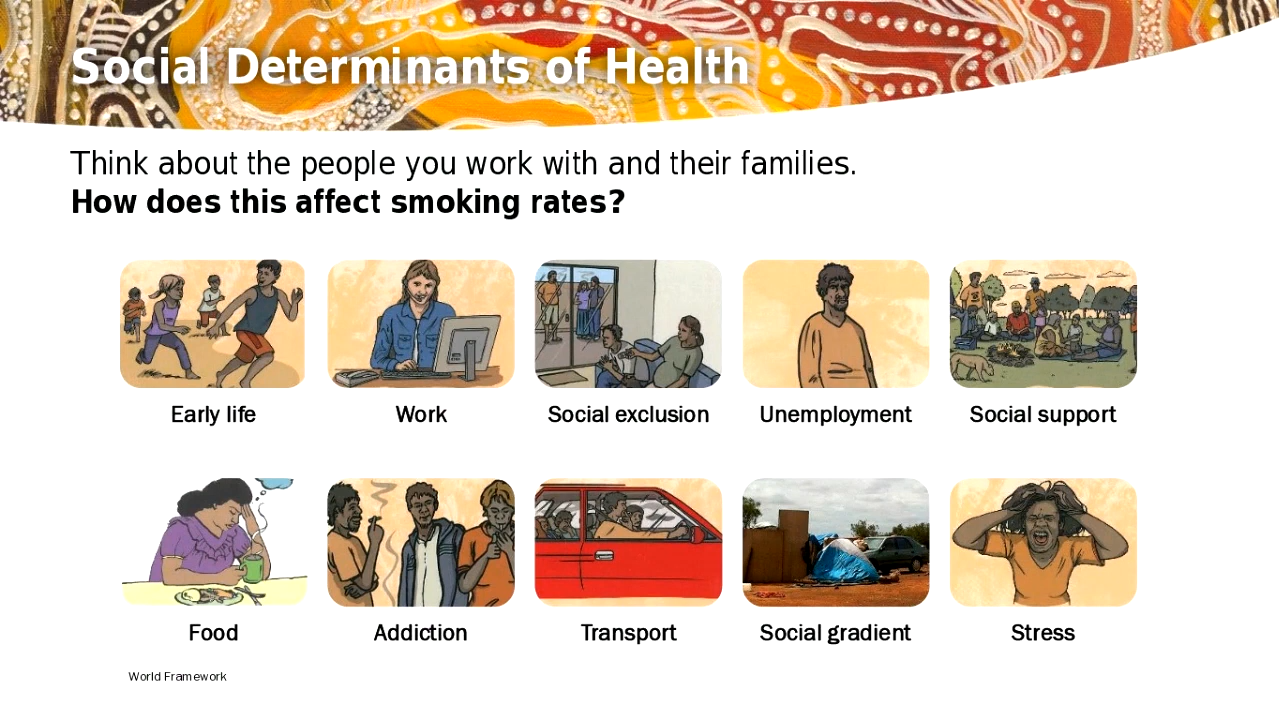 Social Determinants of Health
Think about the people you work with and their families.
How does this affect smoking rates?
Early life
Work
Social exclusion
Unemployment
Social support
Food
Addiction
Transport
Social gradient
Stress
World Framework